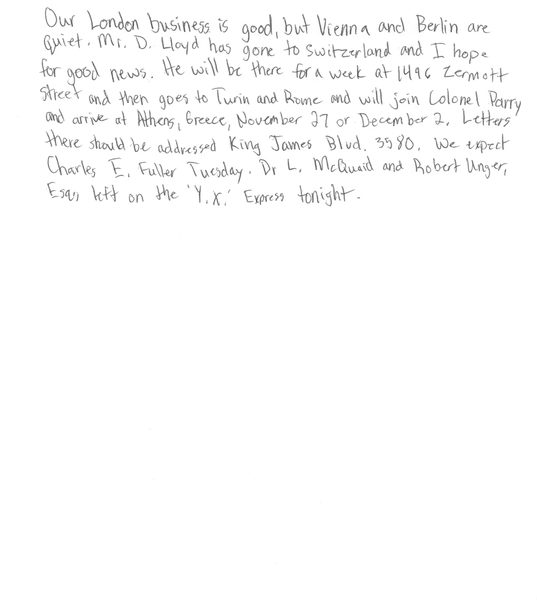 Our London business is good, but Vienna and Berlin are
quiet. Mr. D. Lloyd has gone to Switzerland and I hope
for good news. He will be there for a week at 1496 Zermott
Street and then goes to Turin and Rome and will join Colonel Parry
and arrive at Athens, Greece, November 27 or December 2. Letters
there should be addressed King James Blvd. 3580. We expect
Charles E. Fuller Tuesday. Dr L. McQuaid and Robert Unger,
Esq., left on the 'Y.X.' Express tonight.